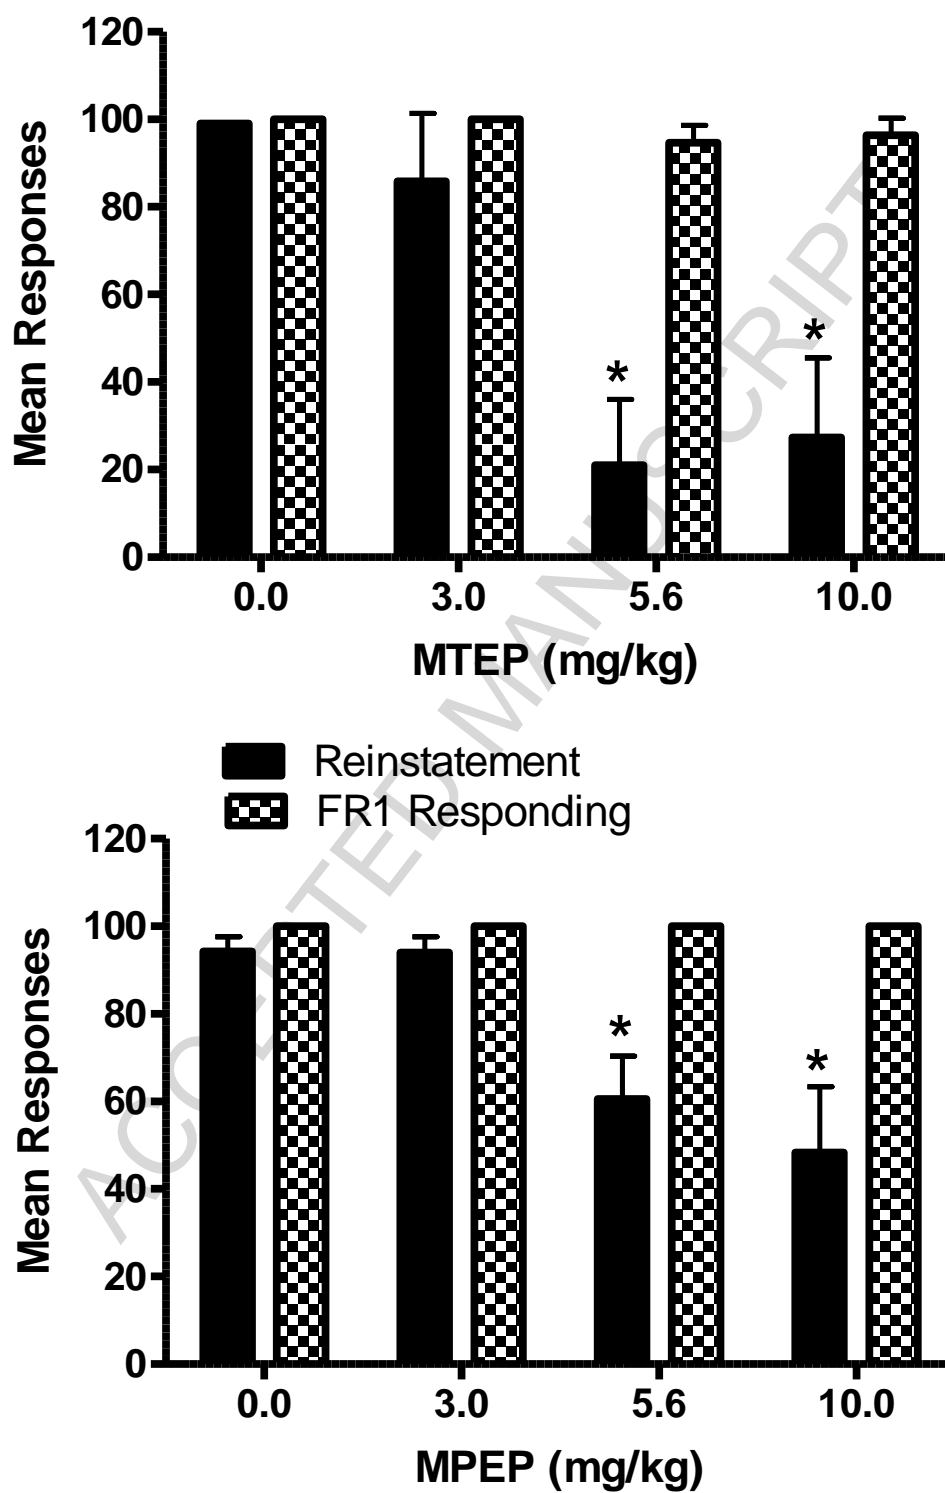 120
100
80
60
40
20
0
Mean Responses
*
*
0.0 3.0 5.6 10.0
MTEP (mg/kg)
Reinstatement
FR1 Responding
120
100
80
60
40
20
0
Mean Responses
*
*
0.0 3.0 5.6 10.0
MPEP (mg/kg)
ACCEPTED MANUSCRIPT